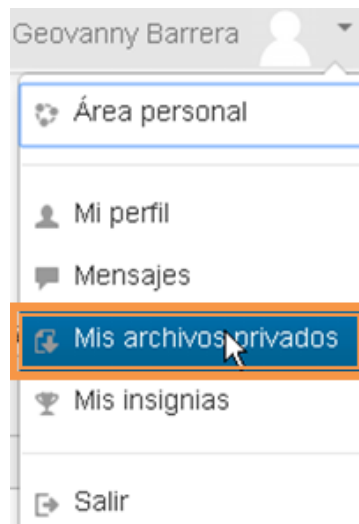 Geovanny Barrera
Área personal
Mi perfil
Mensajes
Mis archivos privados
Mis insignias
Salir